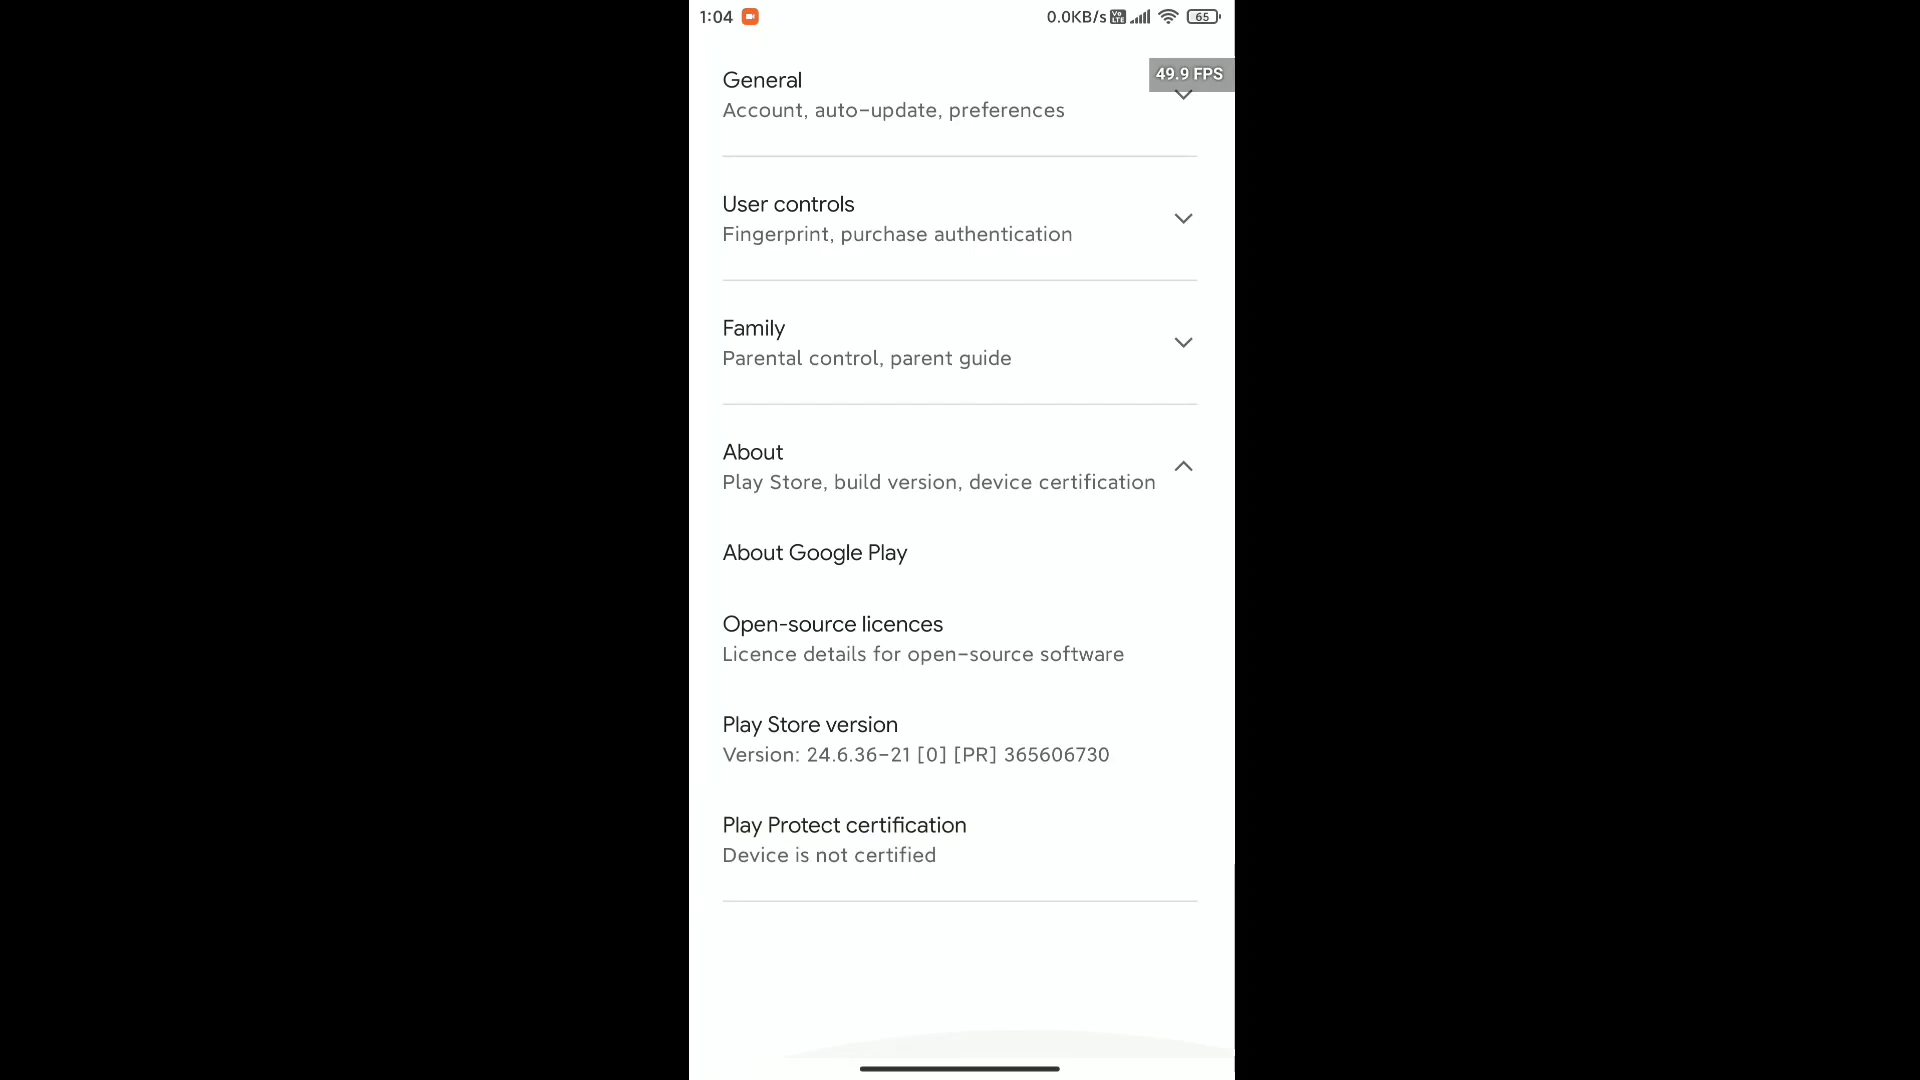 1:04 0.0KB/s Vo LTE 65
49.9 FPS
General
Account, auto-update, preferences
User controls
Fingerprint, purchase authentication
Family
Parental control, parent guide
About
Play Store, build version, device certification
About Google Play
Open-source licences
Licence details for open-source software
Play Store version
Version: 24.6.36-21 [0] [PR] 365606730
Play Protect certification
Device is not certified